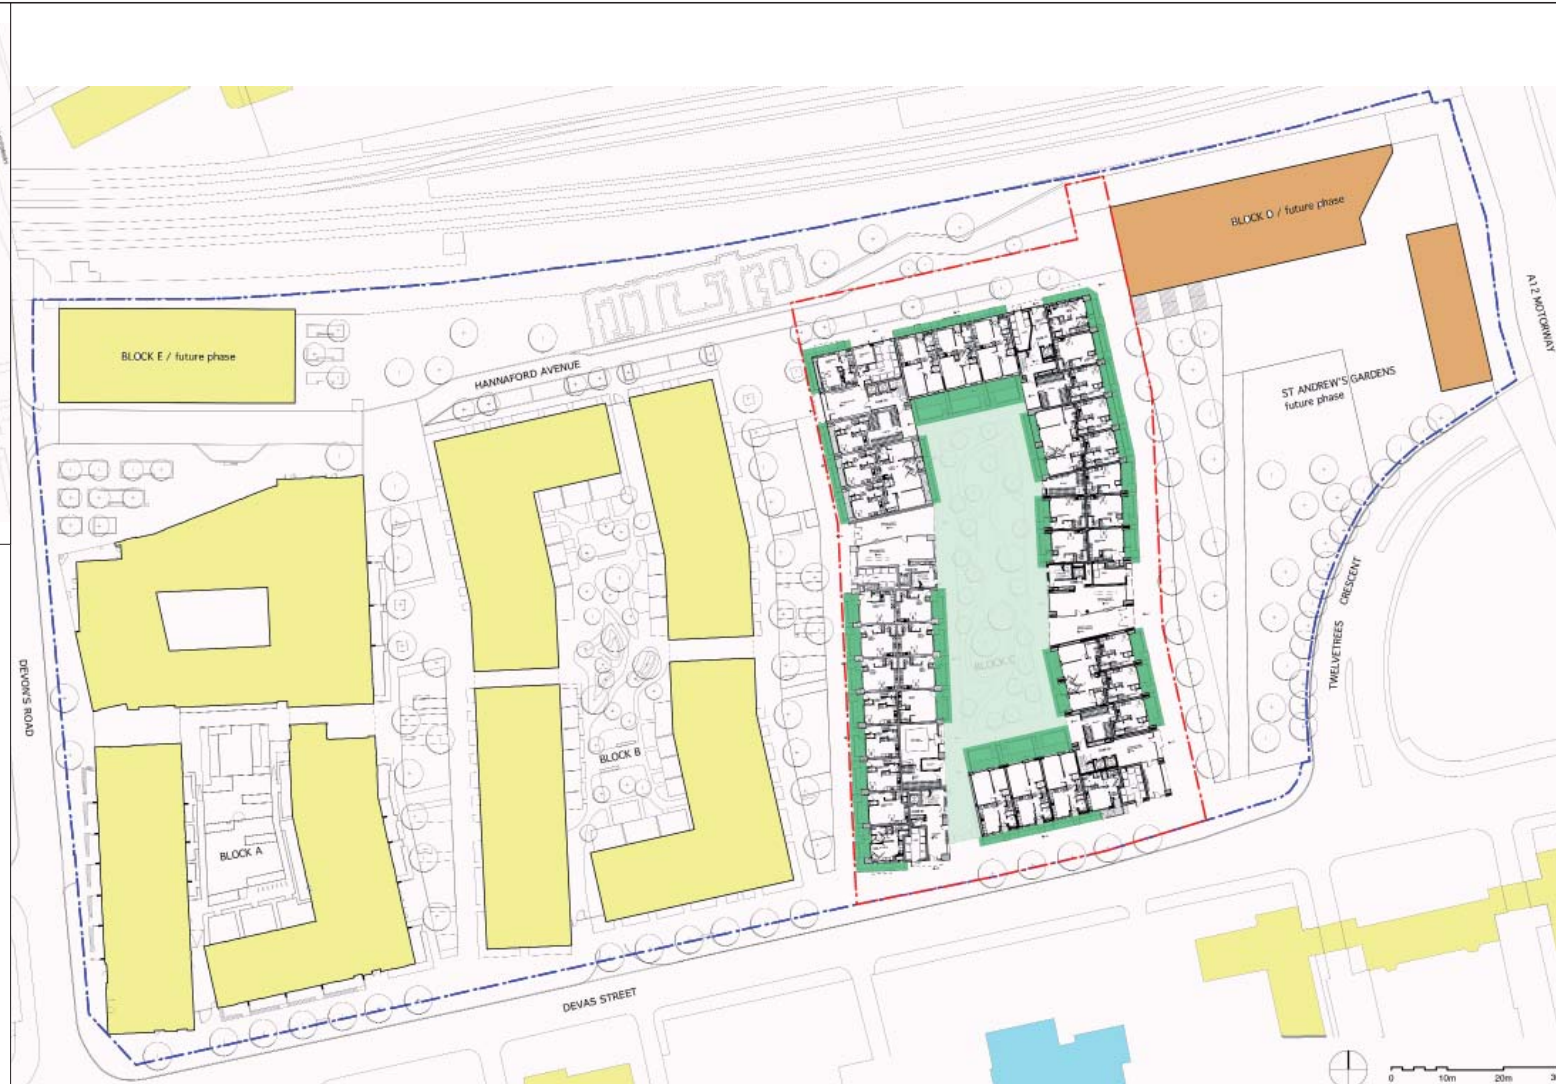 BLOCK D / future phase
A12 MOTORWAY
BLOCK E / future phase
HANNAFORD AVENUE
ST ANDREW'S GARDENS
future phase
TWELVETREES CRESCENT
DEVON'S ROAD
BLOCK C
BLOCK B
BLOCK A
DEVAS STREET
0 10m 20m